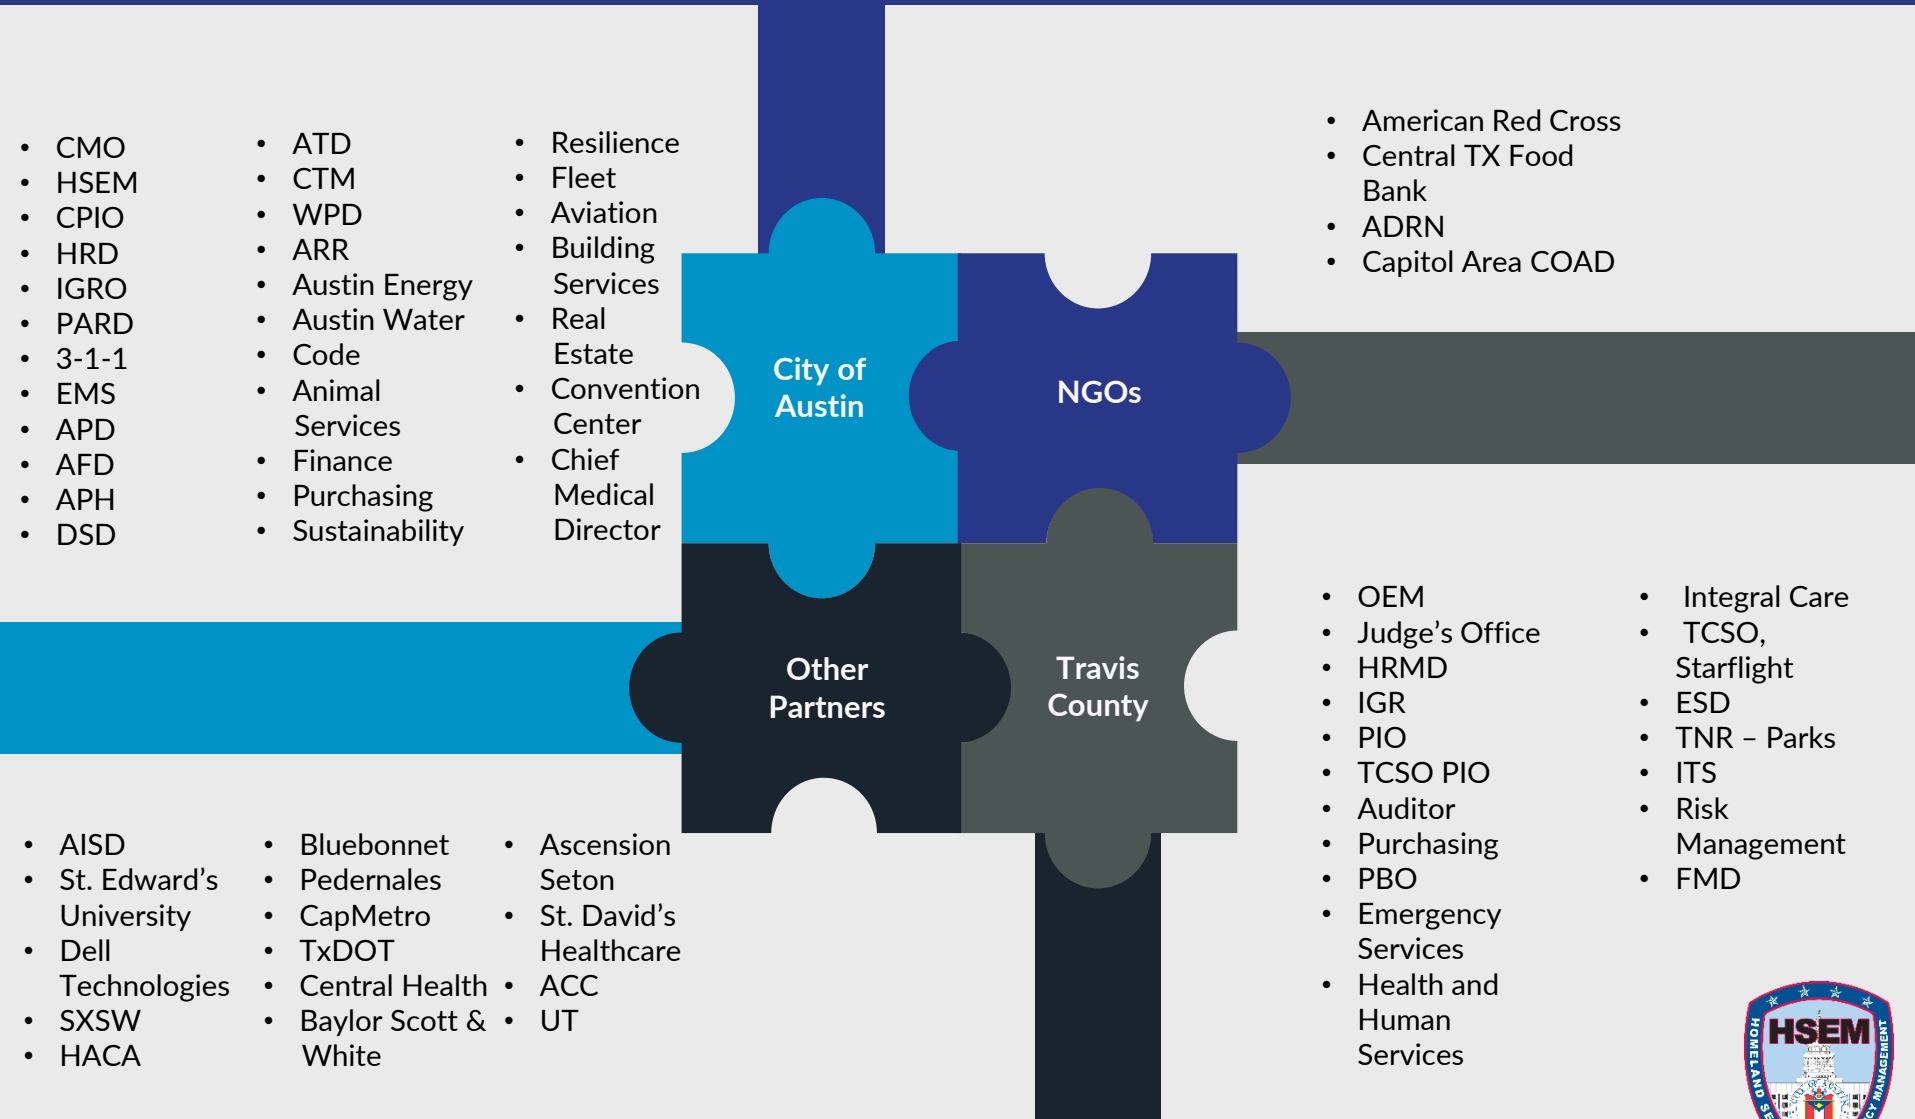 • CMO
• HSEM
• CPIO
• HRD
• IGRO
• PARD
• 3-1-1
• EMS
• APD
• AFD
• APH
• DSD
• ATD
• CTM
• WPD
• ARR
• Austin Energy
• Austin Water
• Code
• Animal
Services
• Finance
• Purchasing
• Sustainability
• Resilience
• Fleet
• Aviation
• Building
Services
• Real
Estate
• Convention
Center
• Chief
Medical
Director
City of
Austin
NGOs
• American Red Cross
• Central TX Food
Bank
• ADRN
• Capitol Area COAD
Other
Partners
Travis
County
• AISD
• St. Edward’s
University
• Dell
Technologies
• SXSW
• HACA
• Bluebonnet
• Pedernales
• CapMetro
• TxDOT
• Central Health
• Baylor Scott &
White
• Ascension
Seton
• St. David’s
Healthcare
• ACC
• UT
• OEM
• Judge’s Office
• HRMD
• IGR
• PIO
• TCSO PIO
• Auditor
• Purchasing
• PBO
• Emergency
Services
• Health and
Human
Services
• Integral Care
• TCSO,
Starflight
• ESD
• TNR – Parks
• ITS
• Risk
Management
• FMD
HSEM
HOMELAND
MANAGEMENT